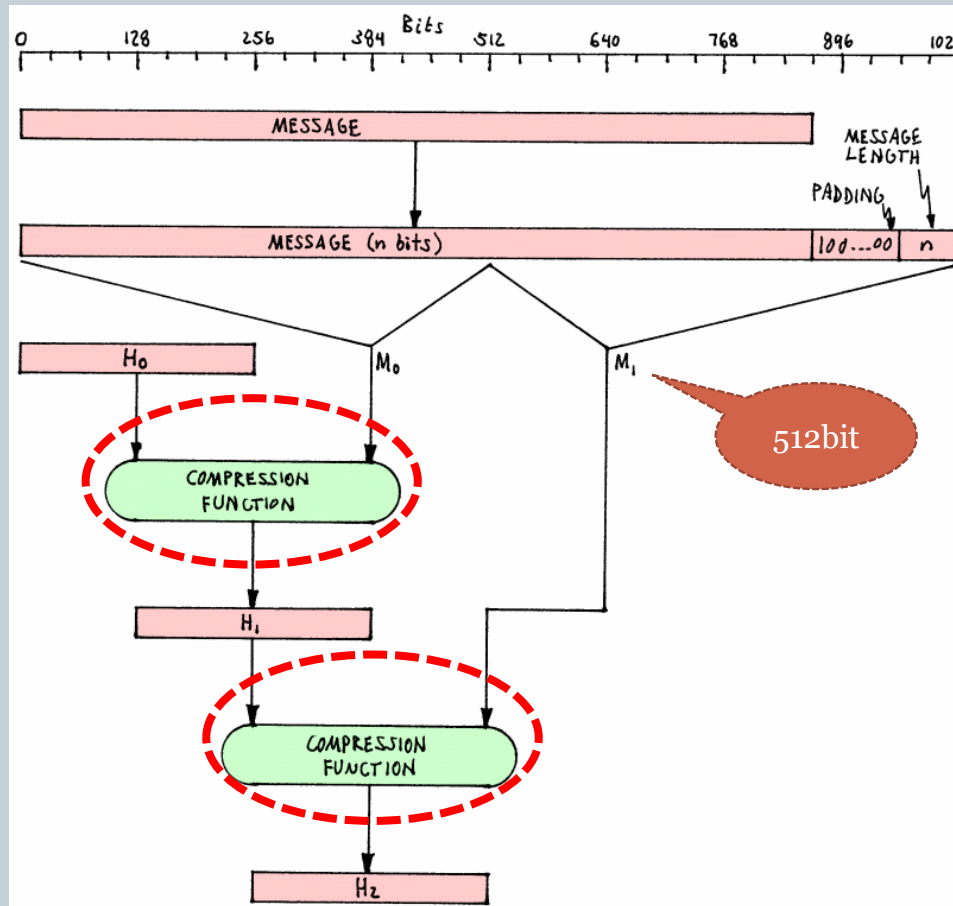 Bits
0 128 256 384 512 640 768 896 102
MESSAGE
MESSAGE
LENGTH
PADDING
MESSAGE (n bits)
100...00
n
H₀
M₀
M₁
512bit
COMPRESSION
FUNCTION
H₁
COMPRESSION
FUNCTION
H₂